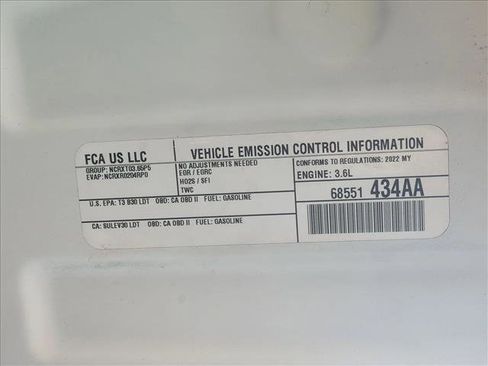 FCA US LLC
VEHICLE EMISSION CONTROL INFORMATION
GROUP: NCRXT03.65P5
EVAP: NCRXR0204RP0
NO ADJUSTMENTS NEEDED
EGR / EGRC
HO2S / SFI
TWC
CONFORMS TO REGULATIONS: 2022 MY
ENGINE: 3.6L
68551 434AA
U.S. EPA: T3 B30 LDT OBD: CA OBD II FUEL: GASOLINE
CA: SULEV30 LDT OBD: CA OBD II FUEL: GASOLINE